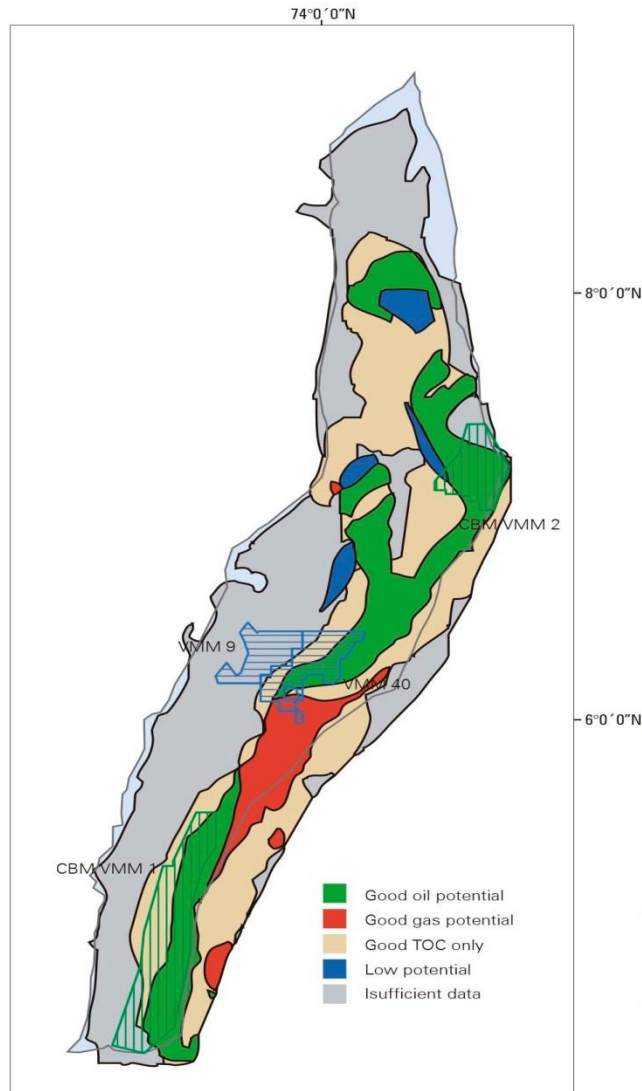 74°0´0”N
8°0´0”N
CBM VMM 2
VMM 9
VMM 40
6°0´0”N
CBM VMM 1
Good oil potential
Good gas potential
Good TOC only
Low potential
Isufficient data